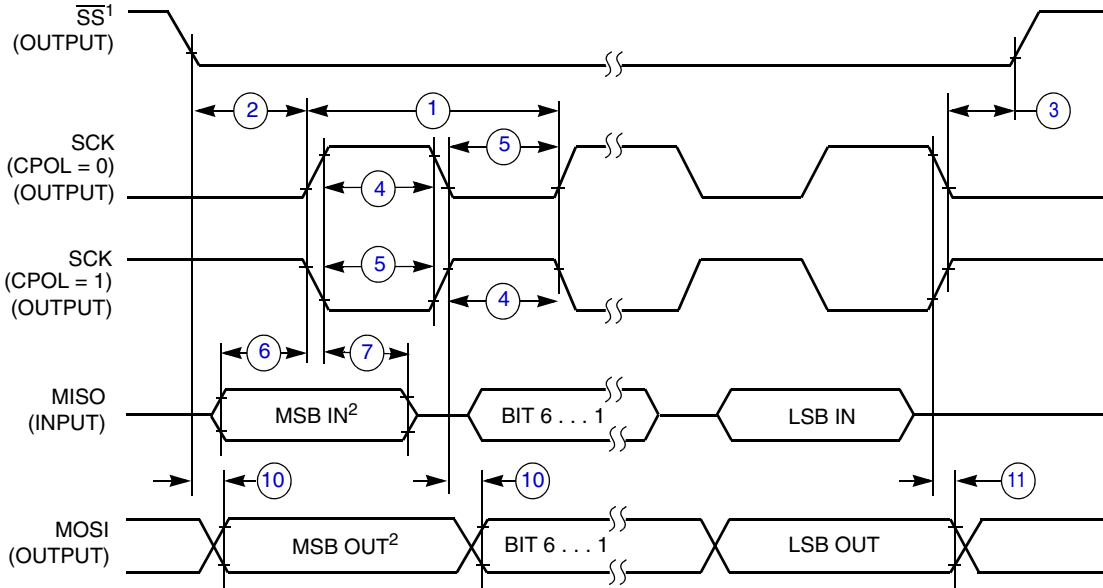 SS¹
(OUTPUT)
2
1
3
SCK
(CPOL = 0)
(OUTPUT)
5
4
SCK
(CPOL = 1)
(OUTPUT)
5
4
6
7
MISO
(INPUT)
MSB IN²
BIT 6 . . . 1
LSB IN
10
10
11
MOSI
(OUTPUT)
MSB OUT²
BIT 6 . . . 1
LSB OUT